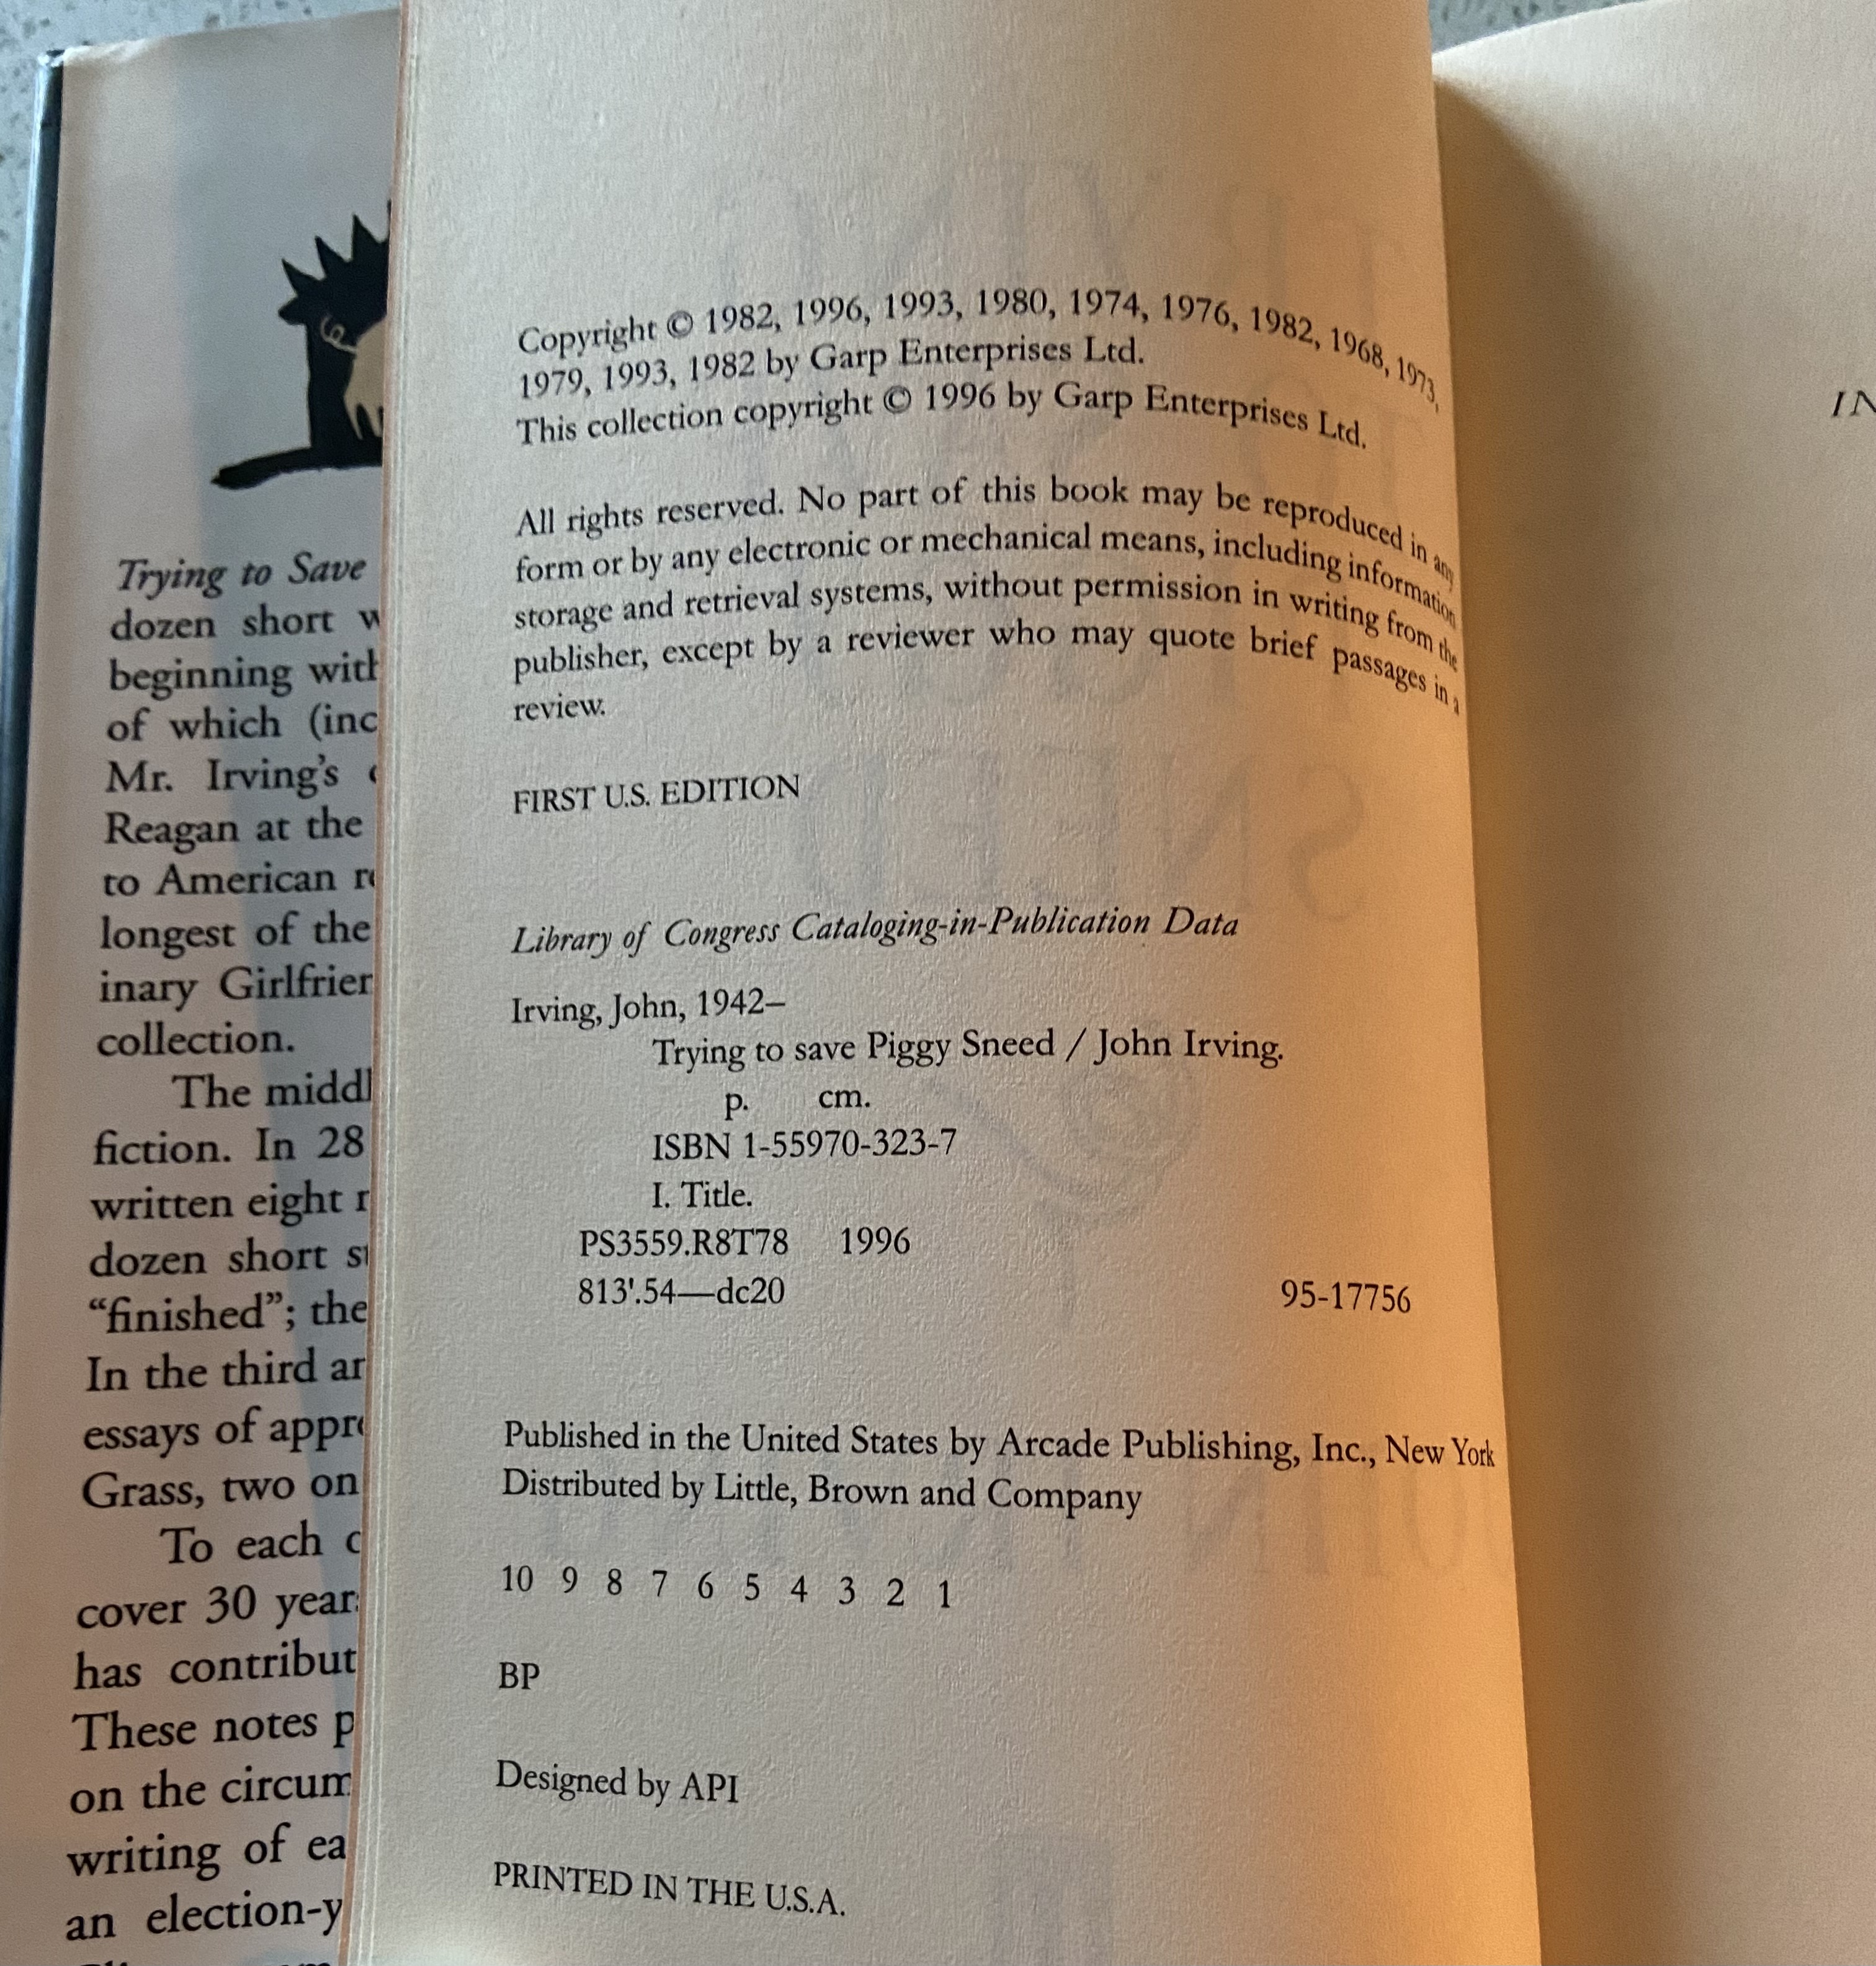 Trying to Save
dozen short
beginning with
of which (inc
Mr. Irving's
Reagan at the
to American
longest of the
inary Girlfrien
collection.
The middl
fiction. In 28
written eight
dozen short
"finished"; the
In the third
essays of
Grass, two on
To each
cover 30 year
has contribut
These notes
on the circum
writing of ea
an election-y
Copyright © 1982, 1996, 1993, 1980, 1974, 1976, 1982, 1968, 1973,
1979, 1993, 1982 by Garp Enterprises Ltd.
This collection copyright © 1996 by Garp Enterprises Ltd.
All rights reserved. No part of this book may be reproduced in any
form or by any electronic or mechanical means, including information
storage and retrieval systems, without permission in writing from the
publisher, except by a reviewer who may quote brief passages in a
review.
FIRST U.S. EDITION
Library of Congress Cataloging-in-Publication Data
Irving, John, 1942–
Trying to save Piggy Sneed / John Irving.
p. cm.
ISBN 1-55970-323-7
I. Title.
PS3559.R8T78 1996
813'.54—dc20 95-17756
Published in the United States by Arcade Publishing, Inc., New York
Distributed by Little, Brown and Company
10 9 8 7 6 5 4 3 2 1
BP
Designed by API
PRINTED IN THE U.S.A.
IN